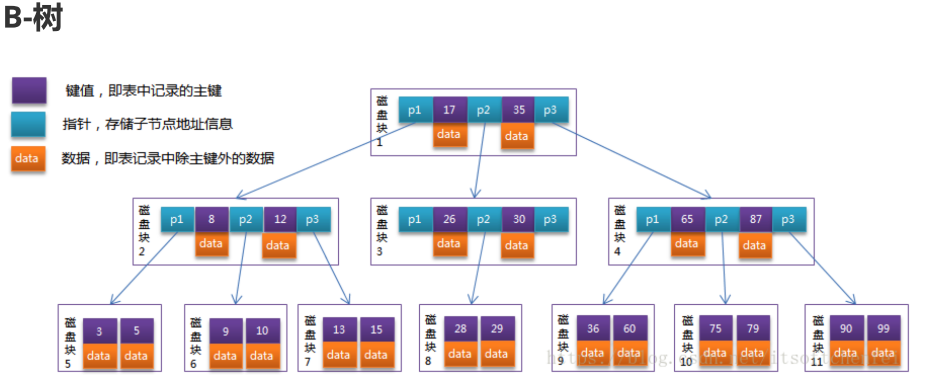 B-树
键值，即表中记录的主键
指针，存储子节点地址信息
data 数据，即表记录中除主键外的数据
磁盘块1 p1 17 p2 35 p3
data data
磁盘块2 p1 8 p2 12 p3
data data
磁盘块3 p1 26 p2 30 p3
data data
磁盘块4 p1 65 p2 87 p3
data data
磁盘块5 3 5
data data
磁盘块6 9 10
data data
磁盘块7 13 15
data data
磁盘块8 28 29
data data
磁盘块9 36 60
data data
磁盘块10 75 79
data data
磁盘块11 90 99
data data